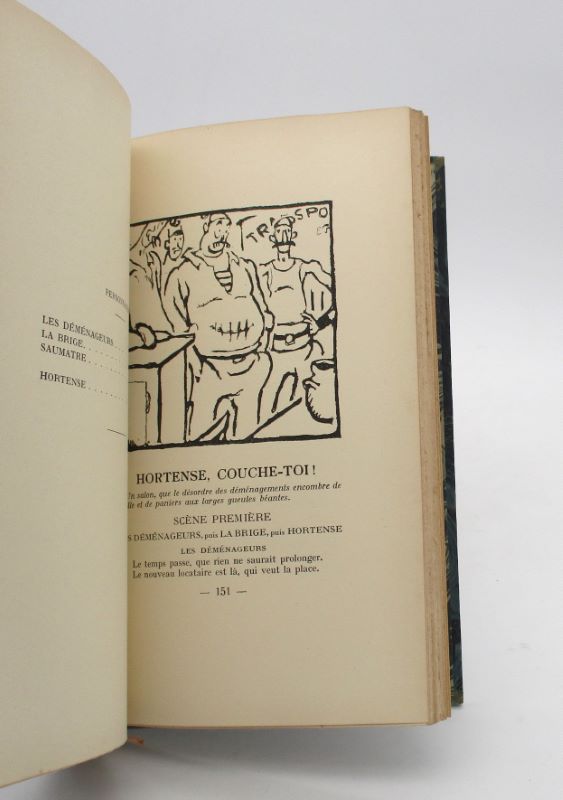 LES DÉMÉNAGEURS
LA BRIGE. . . . .
SAUMATRE . . . .
HORTENSE . . . . .
HORTENSE, COUCHE-TOI !
salon, que le désordre des déménagements encombre de
et de paniers aux larges gueules béantes.
SCÈNE PREMIÈRE
DÉMÉNAGEURS, puis LA BRIGE, puis HORTENSE
LES DÉMÉNAGEURS
Le temps passe, que rien ne saurait prolonger.
Le nouveau locataire est là, qui veut la place.
— 151 —